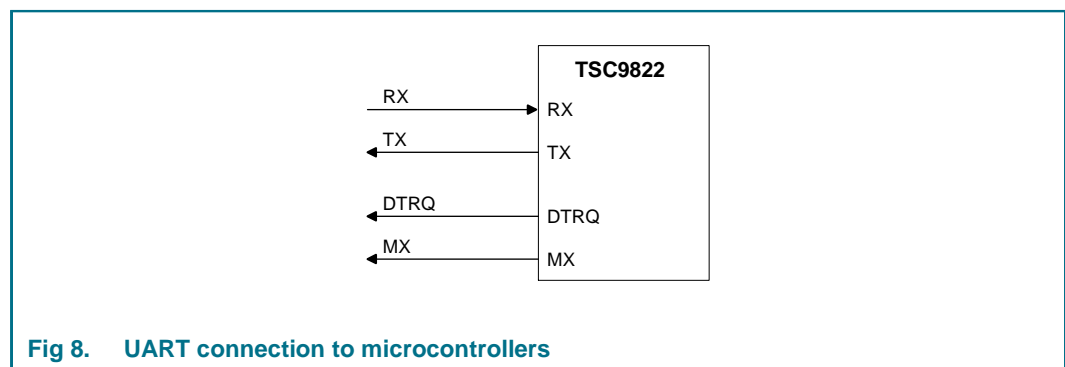 TSC9822
RX RX
TX TX
DTRQ DTRQ
MX MX
Fig 8. UART connection to microcontrollers